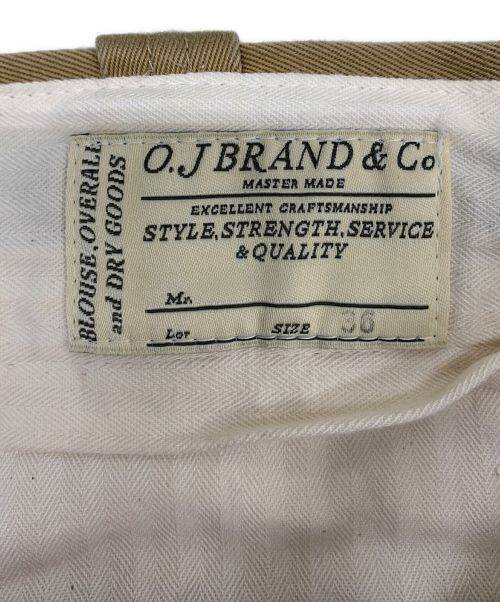 BLOUSE, OVERALL
and DRY GOODS
O.J BRAND & Co
MASTER MADE
EXCELLENT CRAFTSMANSHIP
STYLE, STRENGTH, SERVICE
& QUALITY
Mr.
Lot SIZE 36